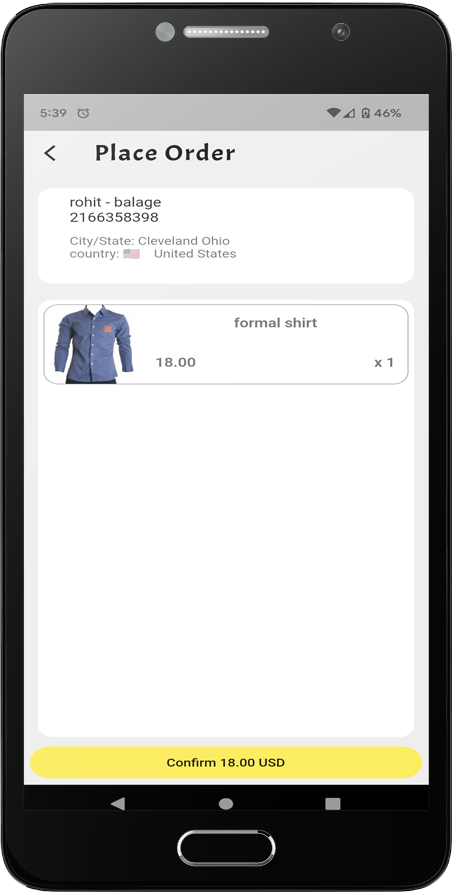 5:39
46%
Place Order
rohit - balage
2166358398
City/State: Cleveland Ohio
country: 🇺🇸 United States
formal shirt
18.00
x 1
Confirm 18.00 USD